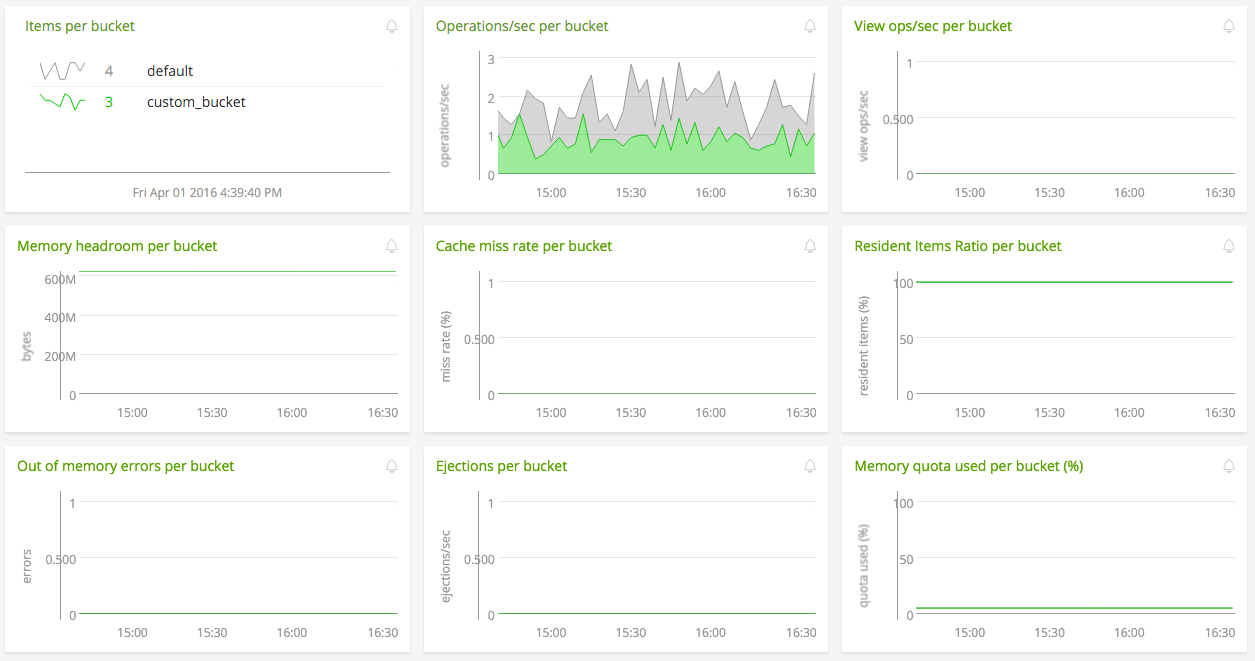 Items per bucket
4 default
3 custom_bucket
Fri Apr 01 2016 4:39:40 PM
Operations/sec per bucket
operations/sec
3
2
1
0
15:00 15:30 16:00 16:30
View ops/sec per bucket
view ops/sec
1
0.500
0
15:00 15:30 16:00 16:30
Memory headroom per bucket
bytes
600M
400M
200M
0
15:00 15:30 16:00 16:30
Cache miss rate per bucket
miss rate (%)
1
0.500
0
15:00 15:30 16:00 16:30
Resident Items Ratio per bucket
resident items (%)
100
50
0
15:00 15:30 16:00 16:30
Out of memory errors per bucket
errors
1
0.500
0
15:00 15:30 16:00 16:30
Ejections per bucket
ejections/sec
1
0.500
0
15:00 15:30 16:00 16:30
Memory quota used per bucket (%)
quota used (%)
100
50
0
15:00 15:30 16:00 16:30